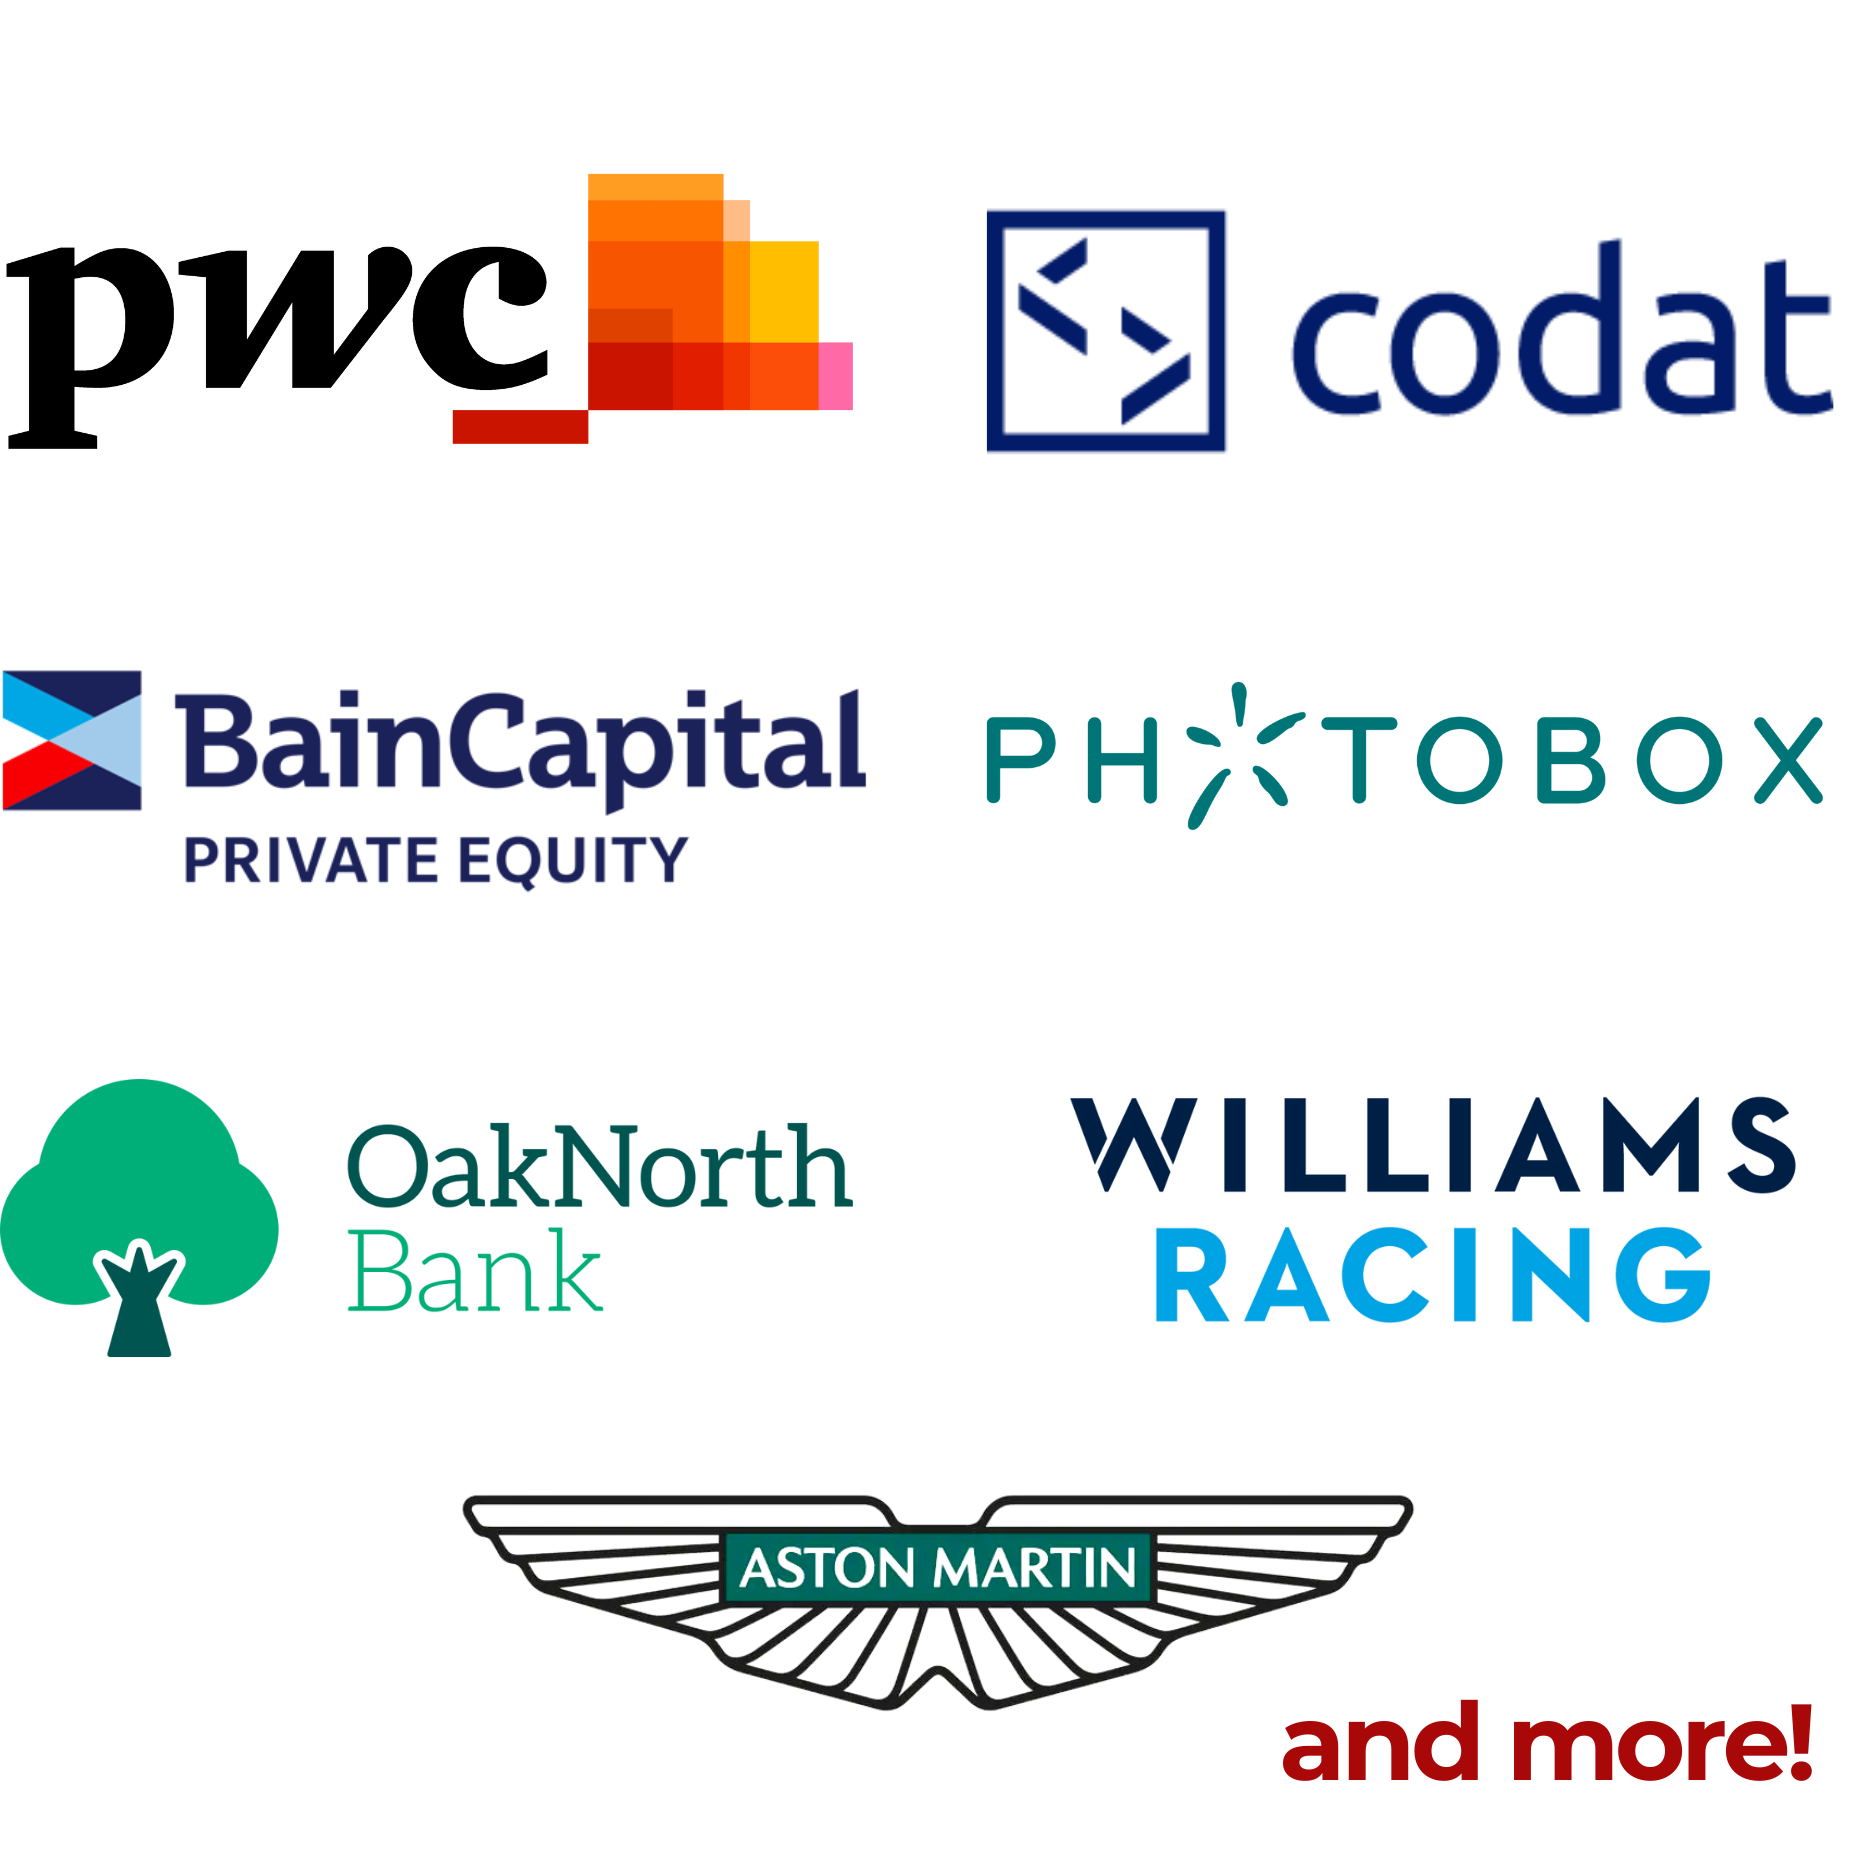 pwc
codat
BainCapital
PRIVATE EQUITY
PHOTOBOX
OakNorth
Bank
WILLIAMS
RACING
ASTON MARTIN
and more!